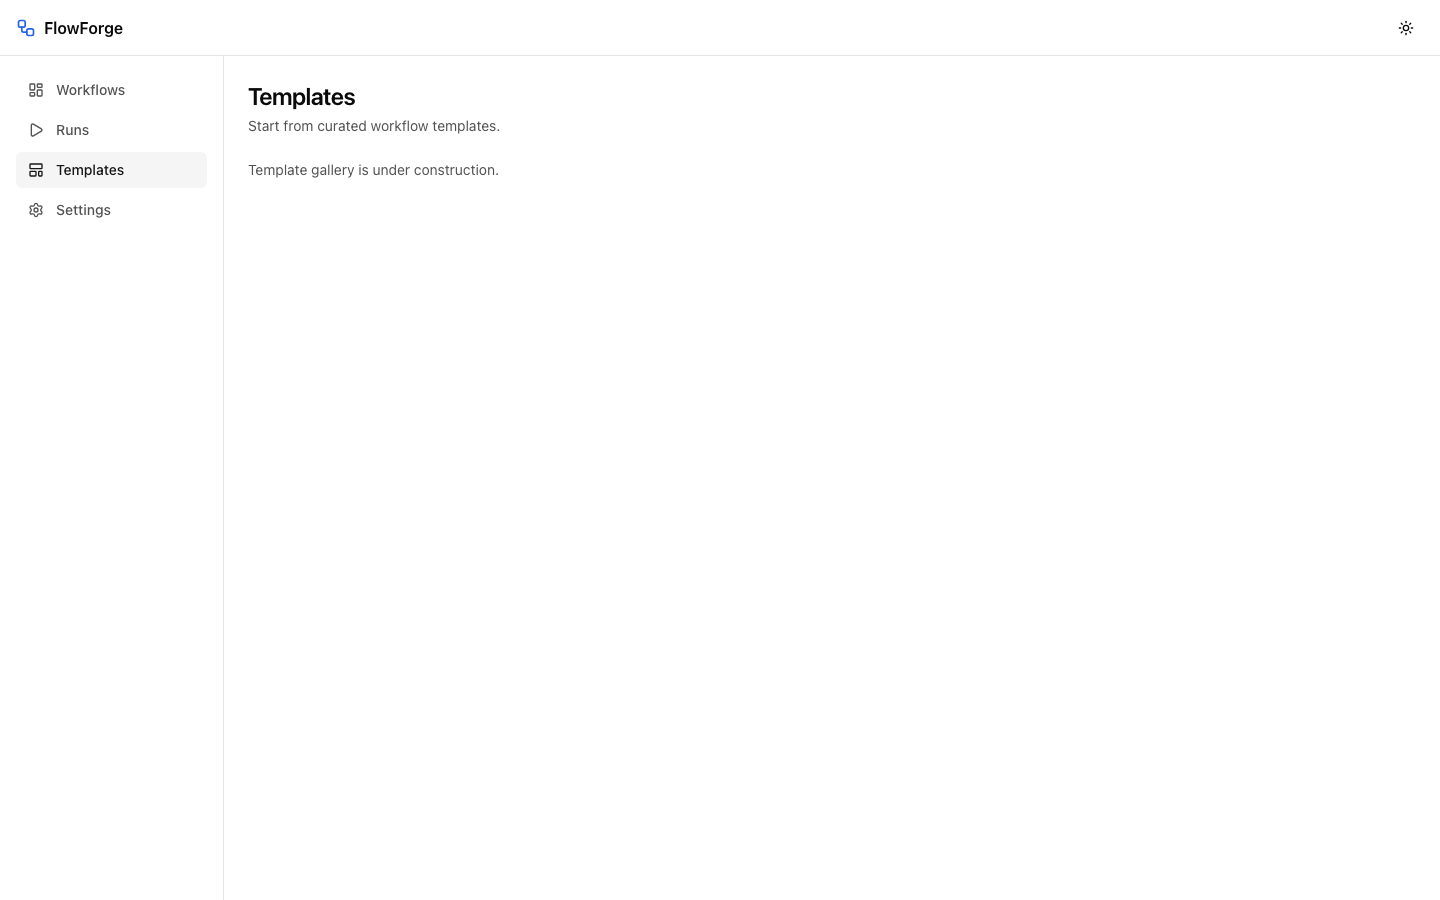 FlowForge
Workflows
Runs
Templates
Settings
Templates
Start from curated workflow templates.
Template gallery is under construction.